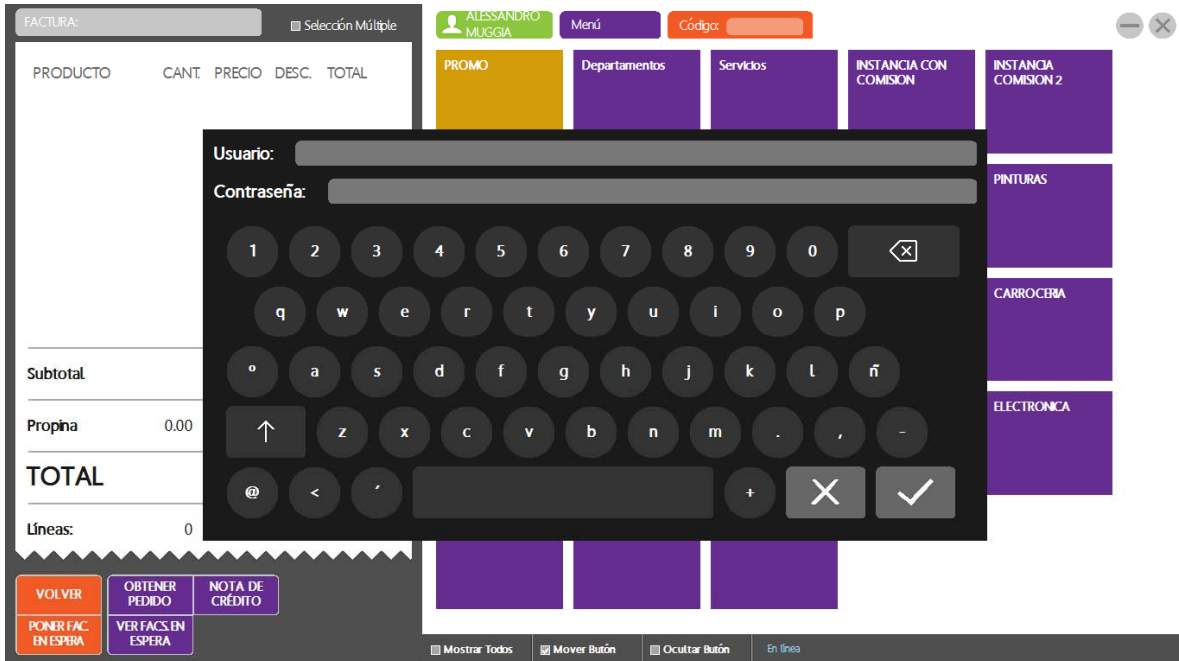 FACTURA:
Selección Múltiple
ALESSANDRO
MUGGIA
Menú
Código:
PRODUCTO CANT. PRECIO DESC. TOTAL
PROMO
Departamentos
Servicios
INSTANCIA CON
COMISION
INSTANCIA
COMISION 2
Usuario:
Contraseña:
1 2 3 4 5 6 7 8 9 0
q w e r t y u i o p
º a s d f g h j k l ñ
z x c v b n m . , -
@ < ´ +
PINTURAS
CARROCERIA
ELECTRONICA
Subtotal
Propina 0.00
TOTAL
Líneas: 0
VOLVER
OBTENER
PEDIDO
NOTA DE
CRÉDITO
PONER FAC.
EN ESPERA
VER FACS. EN
ESPERA
Mostrar Todos
Mover Butón
Ocultar Butón
En línea